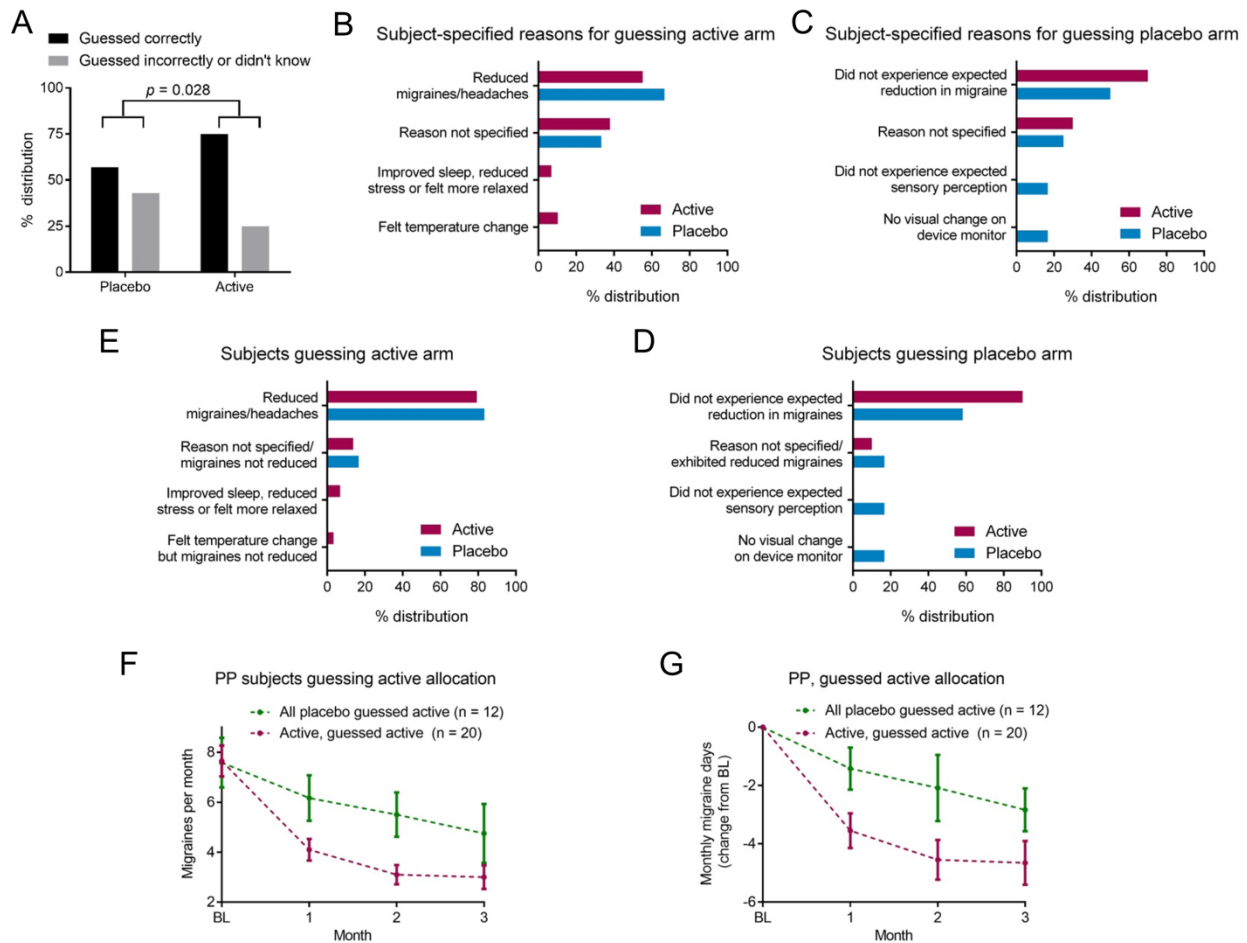 A
Guessed correctly
Guessed incorrectly or didn't know
p = 0.028
100
75
50
25
0
% distribution
Placebo
Active
B
Subject-specified reasons for guessing active arm
Reduced
migraines/headaches
Reason not specified
Improved sleep, reduced
stress or felt more relaxed
Felt temperature change
Active
Placebo
0 20 40 60 80 100
% distribution
C
Subject-specified reasons for guessing placebo arm
Did not experience expected
reduction in migraine
Reason not specified
Did not experience expected
sensory perception
No visual change on
device monitor
Active
Placebo
0 20 40 60 80 100
% distribution
E
Subjects guessing active arm
Reduced
migraines/headaches
Reason not specified/
migraines not reduced
Improved sleep, reduced
stress or felt more relaxed
Felt temperature change
but migraines not reduced
Active
Placebo
0 20 40 60 80 100
% distribution
D
Subjects guessing placebo arm
Did not experience expected
reduction in migraines
Reason not specified/
exhibited reduced migraines
Did not experience expected
sensory perception
No visual change
on device monitor
Active
Placebo
0 20 40 60 80 100
% distribution
F
PP subjects guessing active allocation
All placebo guessed active (n = 12)
Active, guessed active (n = 20)
8
6
4
2
Migraines per month
BL 1 2 3
Month
G
PP, guessed active allocation
All placebo guessed active (n = 12)
Active, guessed active (n = 20)
0
-2
-4
-6
Monthly migraine days
(change from BL)
BL 1 2 3
Month